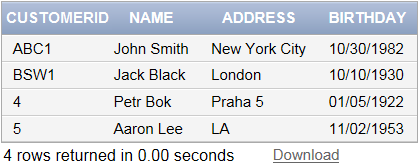 CUSTOMERID NAME ADDRESS BIRTHDAY
ABC1 John Smith New York City 10/30/1982
BSW1 Jack Black London 10/10/1930
4 Petr Bok Praha 5 01/05/1922
5 Aaron Lee LA 11/02/1953
4 rows returned in 0.00 seconds Download